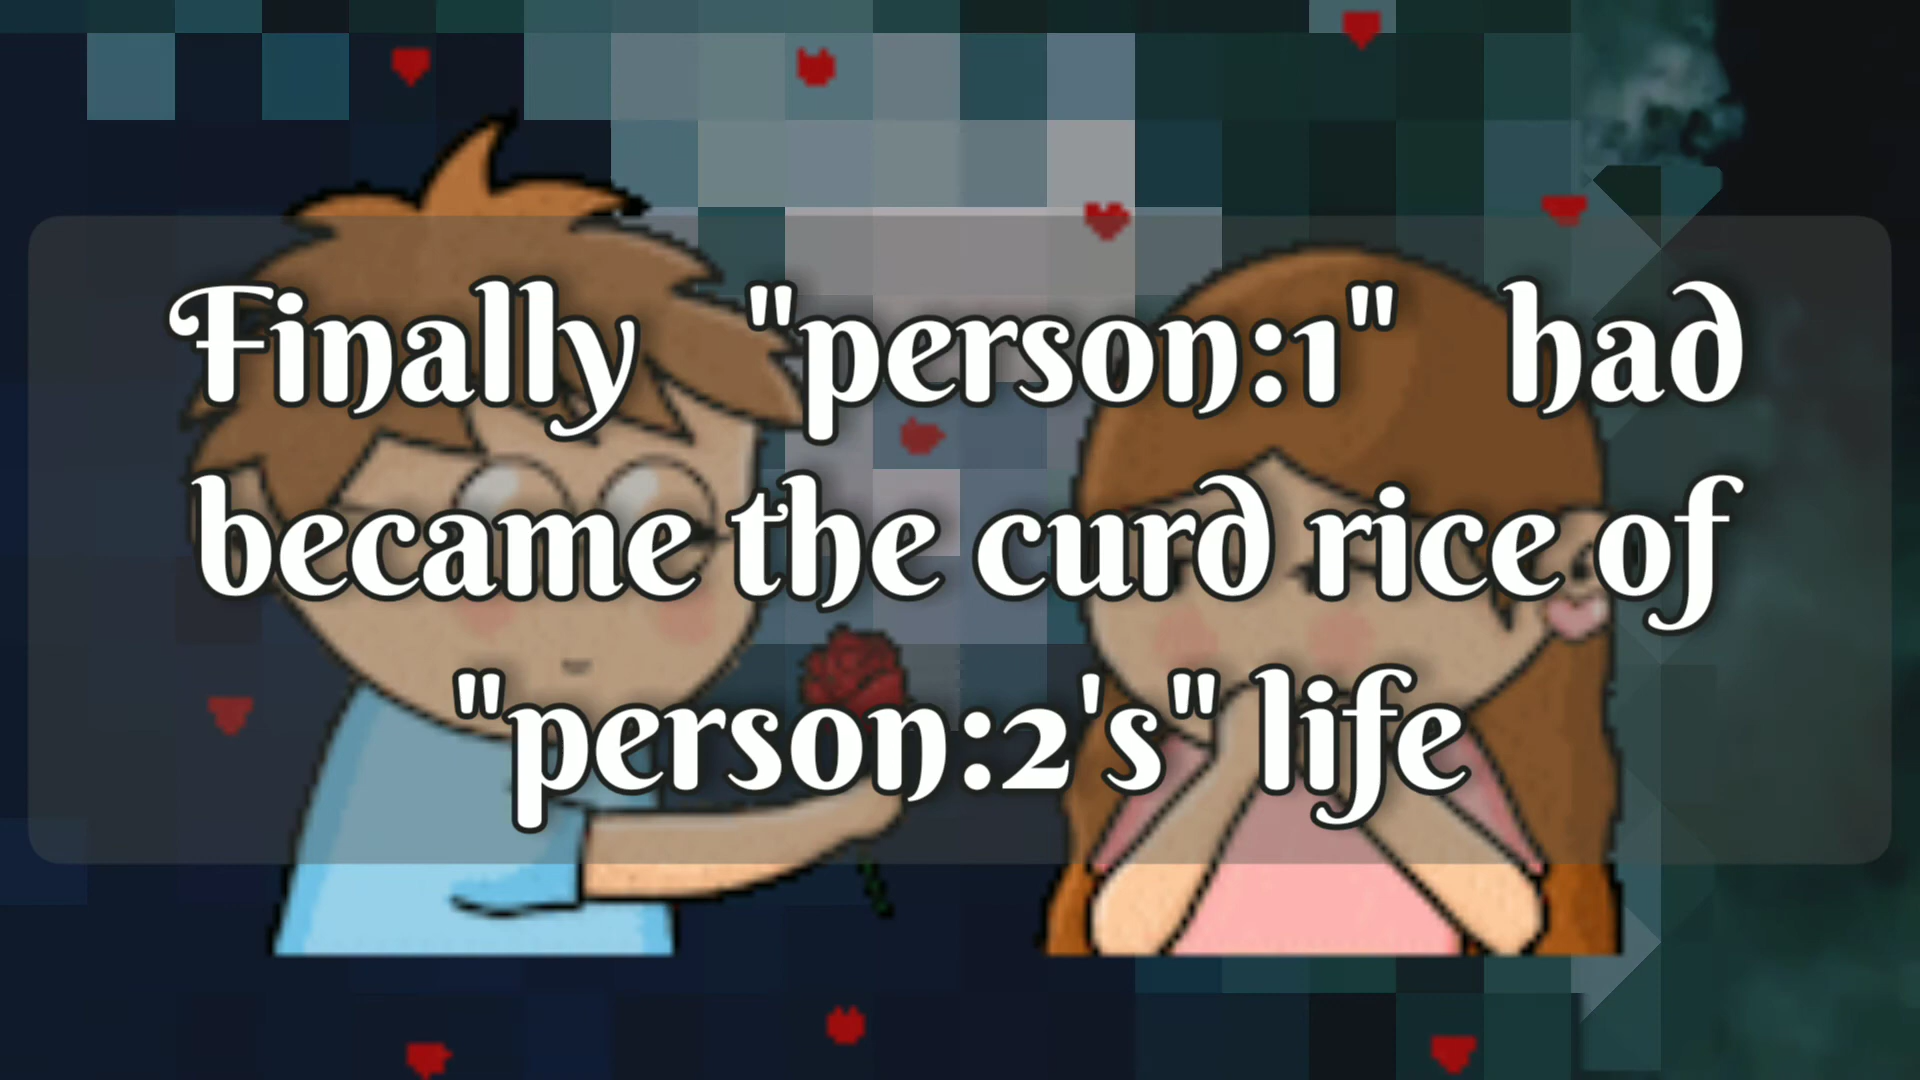 Finally "person:1" had
became the curd rice of
"person:2's" life